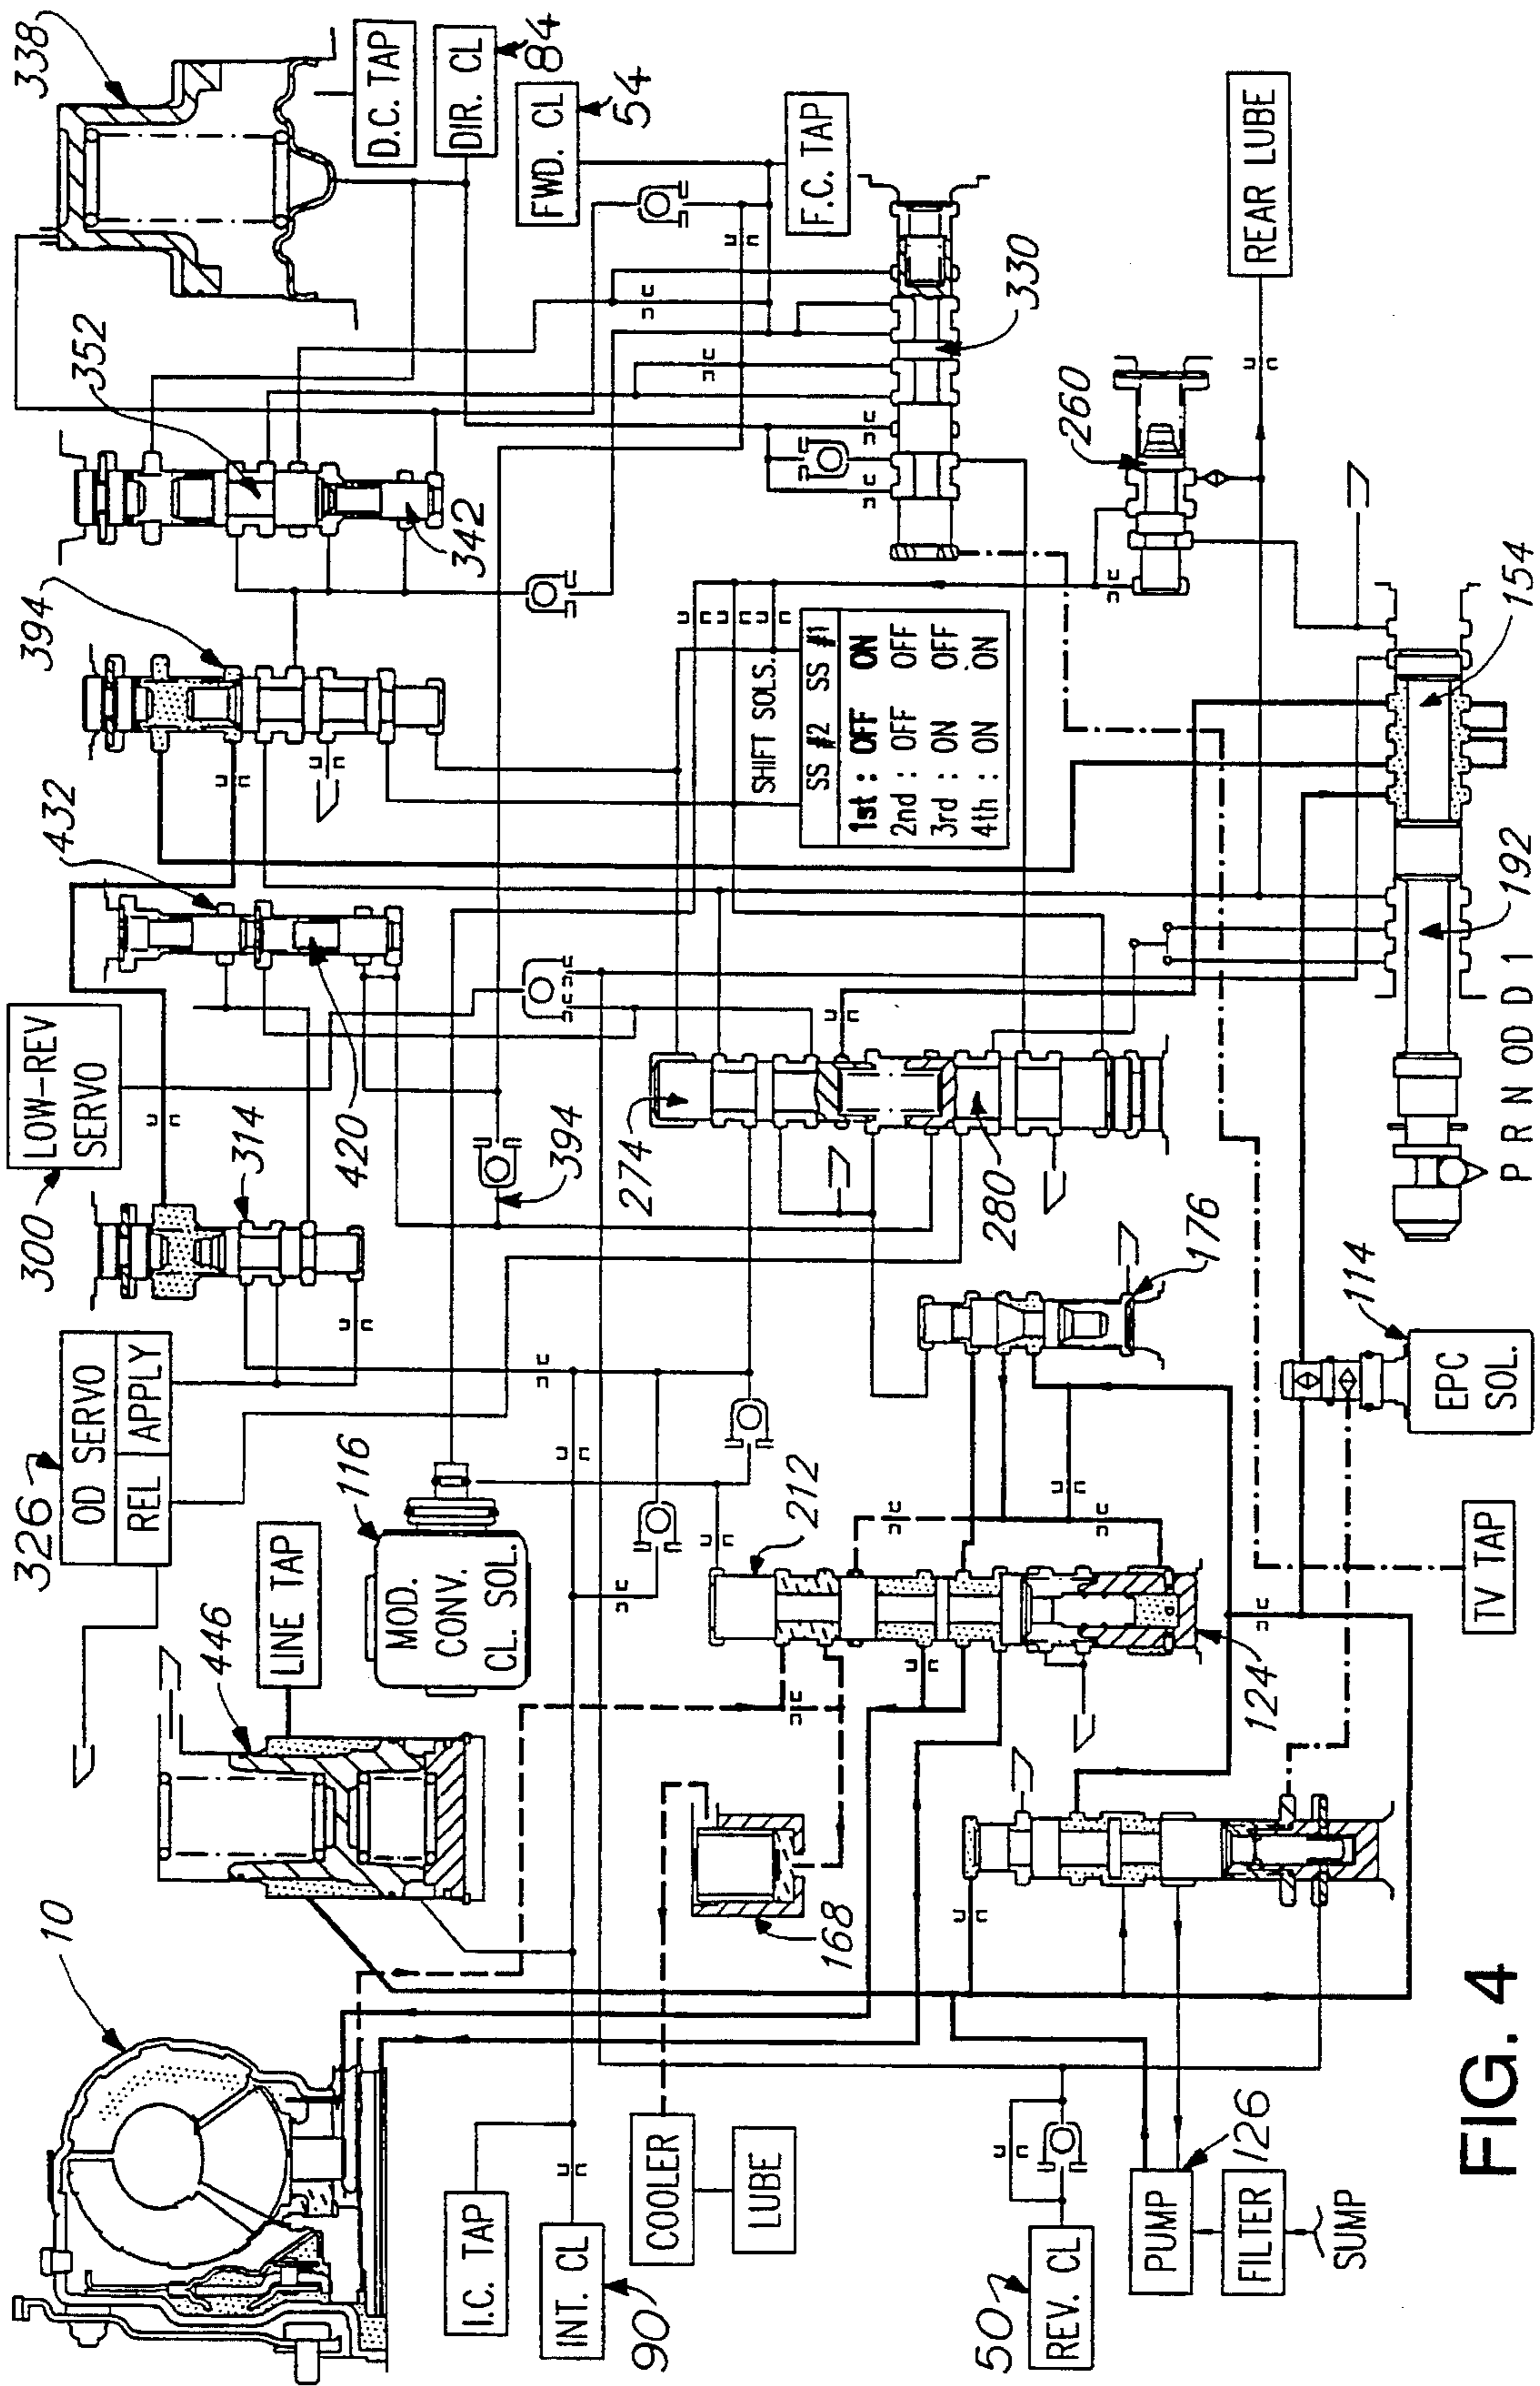 10
446
LINE TAP
326
OD SERVO
REL
APPLY
300
LOW-REV
SERVO
314
432
394
352
338
D.C. TAP
DIR. CL
84
FWD. CL
54
F.C. TAP
342
420
394
MOD.
CONV.
CL. SOL.
116
I.C. TAP
INT. CL
90
COOLER
LUBE
168
212
274
280
176
SHIFT SOLS.
SS #2 SS #1
1st : OFF ON
2nd : OFF OFF
3rd : ON OFF
4th : ON ON
330
260
REAR LUBE
124
50
REV. CL
PUMP
126
FILTER
SUMP
TV TAP
EPC
SOL.
114
192
154
P R N OD D 1
FIG. 4